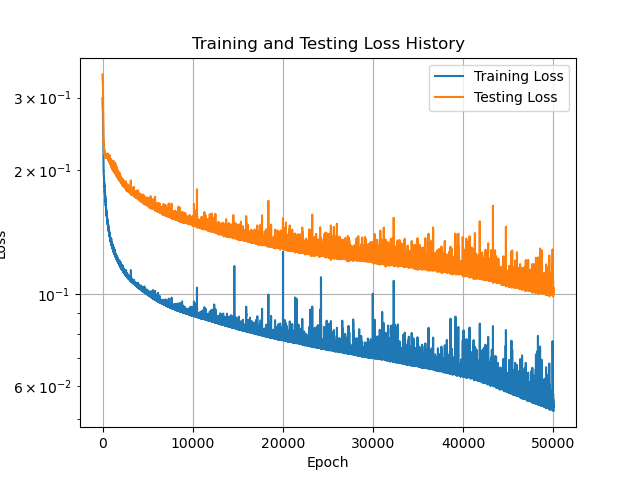 Training and Testing Loss History
Training Loss
Testing Loss
3 × 10⁻¹
2 × 10⁻¹
10⁻¹
6 × 10⁻²
Loss
0 10000 20000 30000 40000 50000
Epoch